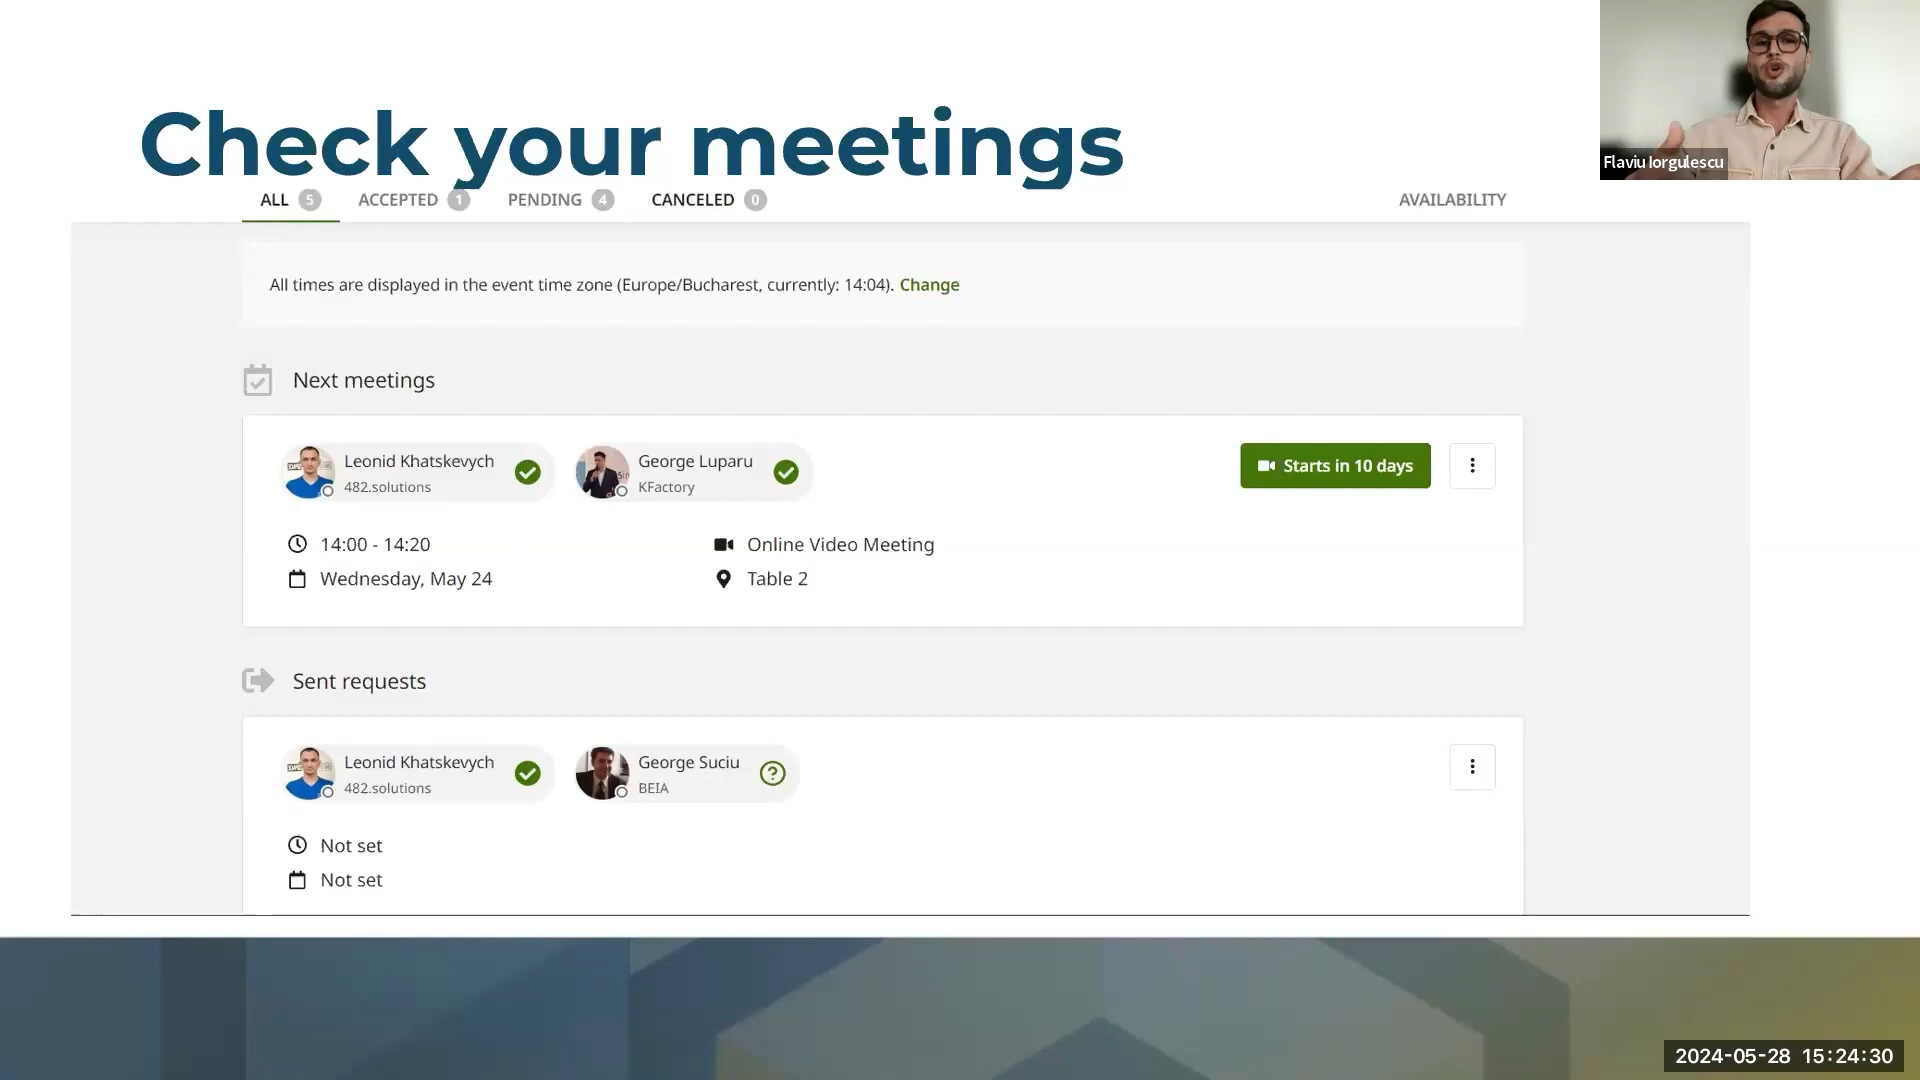 Check your meetings
Flaviu Iorgulescu
ALL 5 ACCEPTED 1 PENDING 4 CANCELED 0 AVAILABILITY
All times are displayed in the event time zone (Europe/Bucharest, currently: 14:04). Change
Next meetings
Leonid Khatskevych
482.solutions
George Luparu
KFactory
Starts in 10 days
14:00 - 14:20
Online Video Meeting
Wednesday, May 24
Table 2
Sent requests
Leonid Khatskevych
482.solutions
George Suciu
BEIA
Not set
Not set
2024-05-28 15:24:30